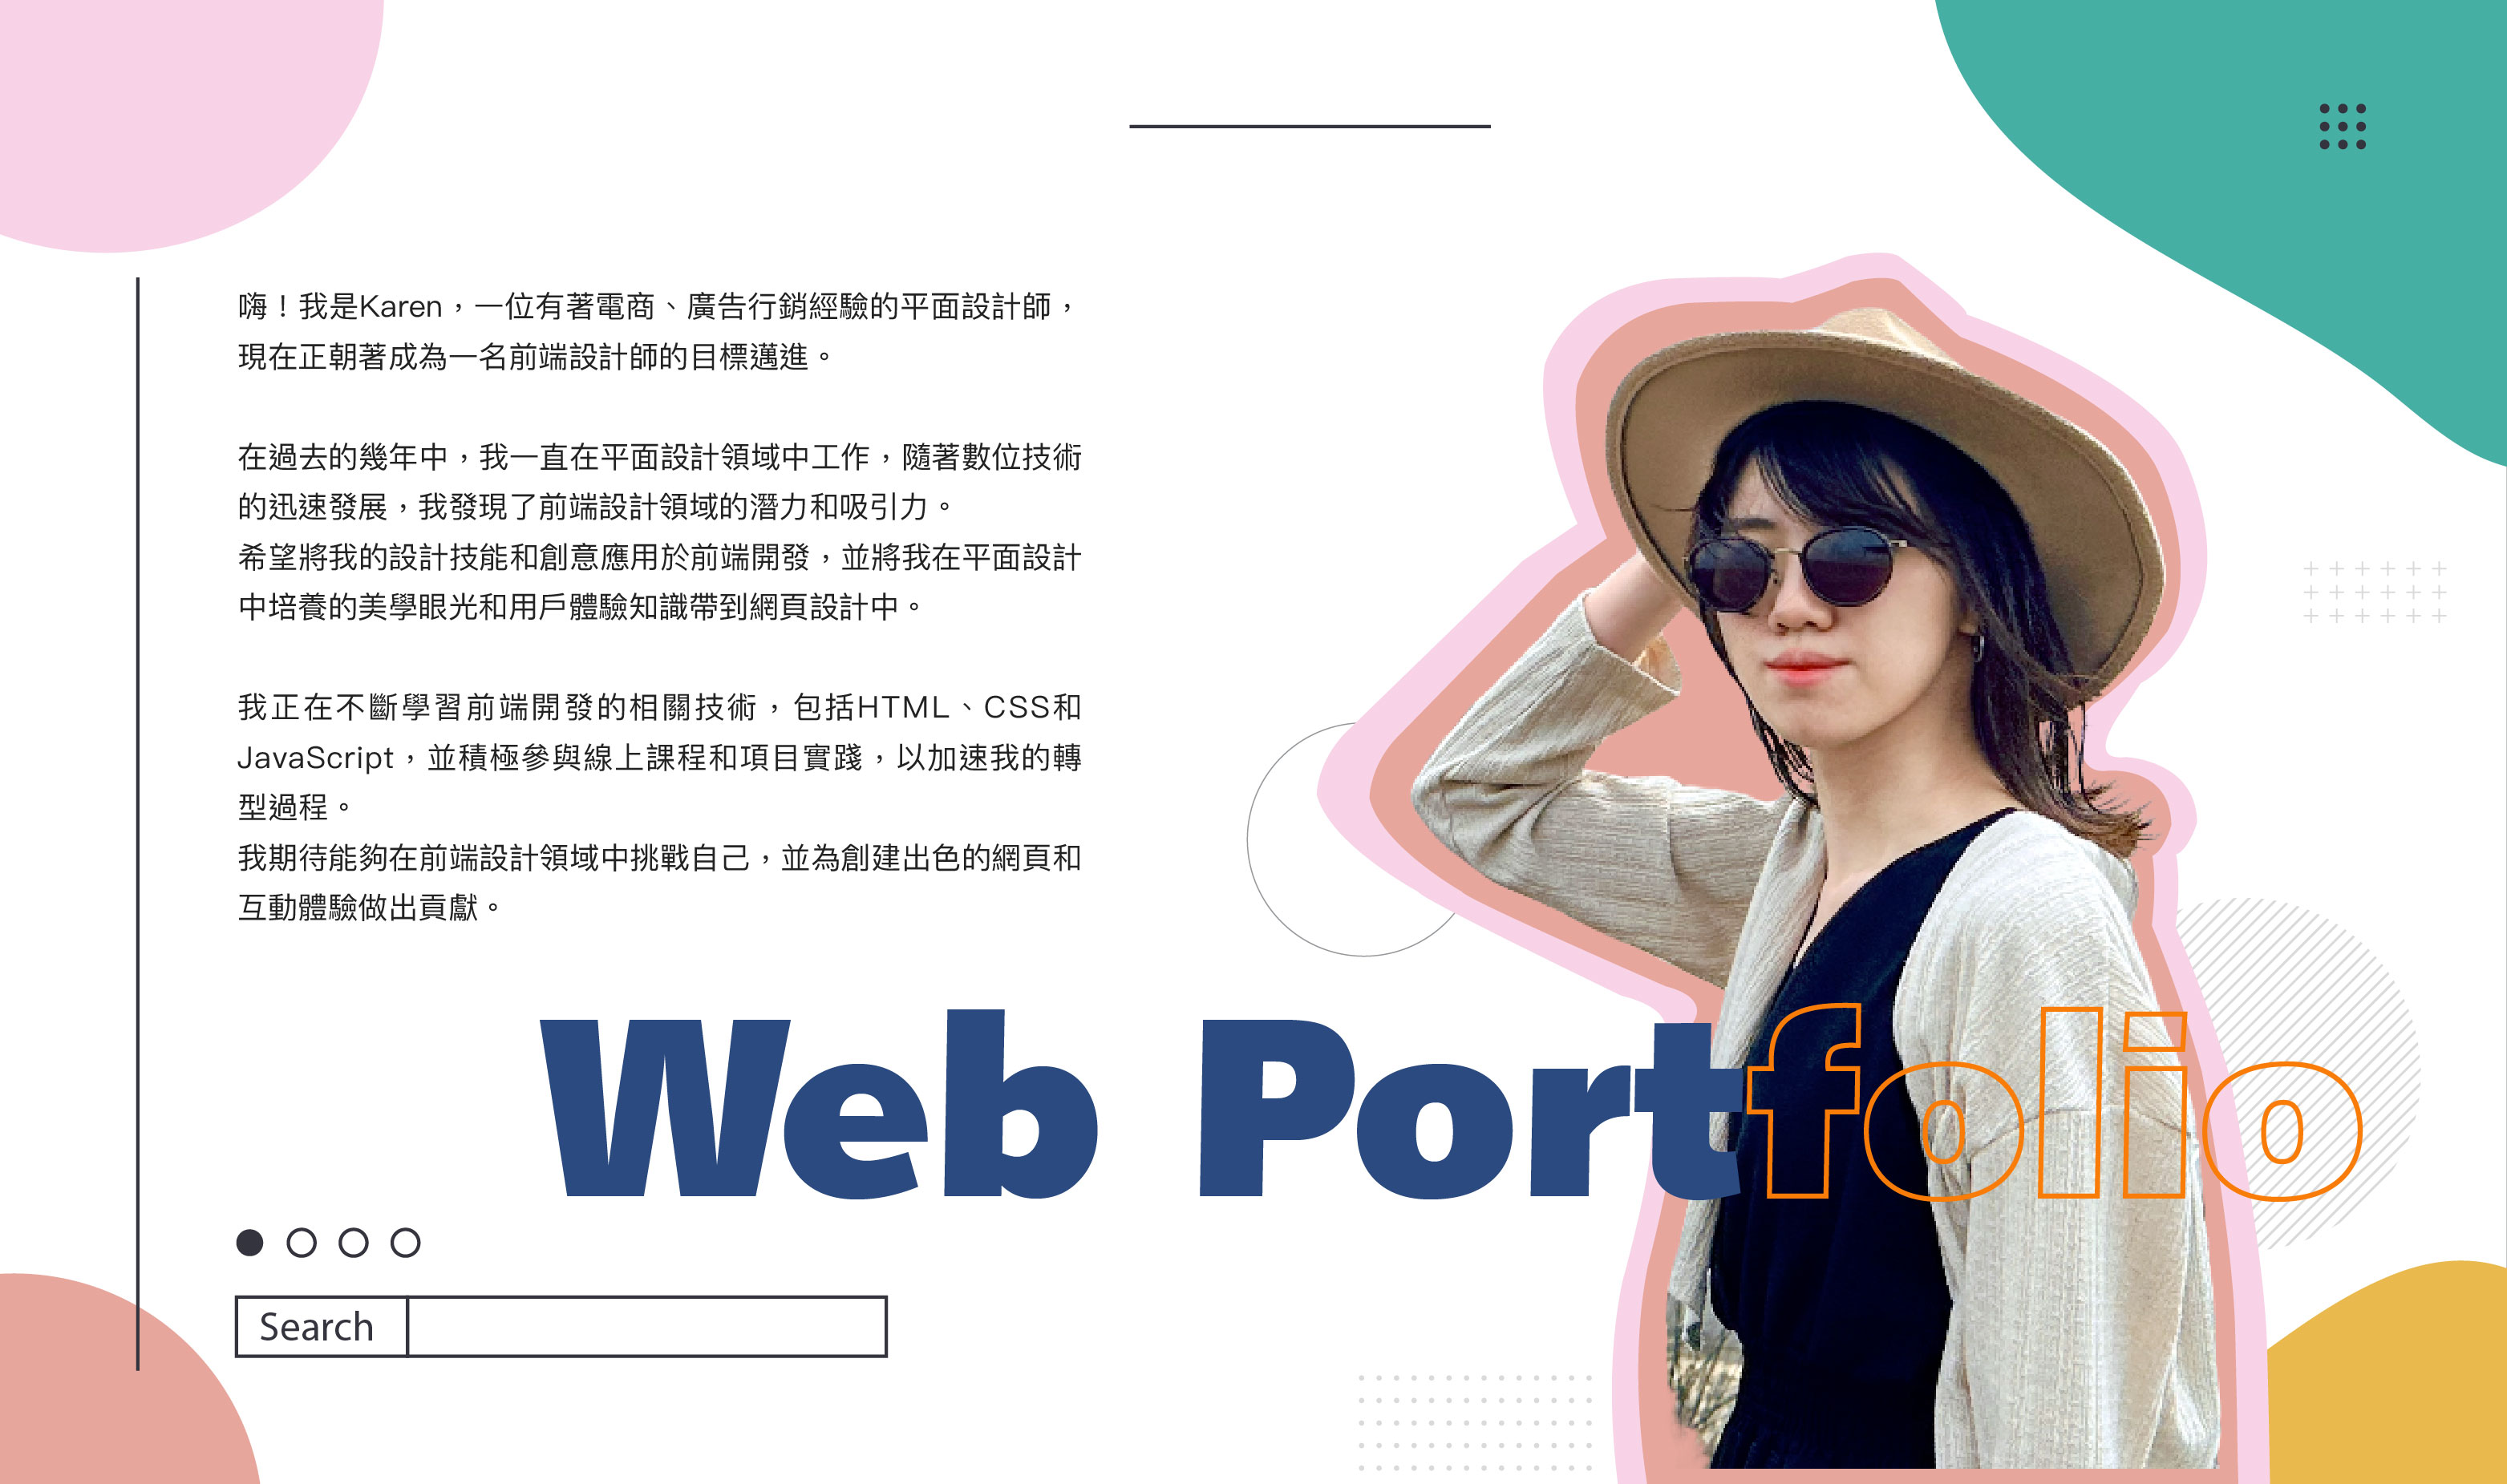 嗨！我是Karen，一位有著電商、廣告行銷經驗的平面設計師，
現在正朝著成為一名前端設計師的目標邁進。
在過去的幾年中，我一直在平面設計領域中工作，隨著數位技術
的迅速發展，我發現了前端設計領域的潛力和吸引力。
希望將我的設計技能和創意應用於前端開發，並將我在平面設計
中培養的美學眼光和用戶體驗知識帶到網頁設計中。
我正在不斷學習前端開發的相關技術，包括HTML、CSS和
JavaScript，並積極參與線上課程和項目實踐，以加速我的轉
型過程。
我期待能夠在前端設計領域中挑戰自己，並為創建出色的網頁和
互動體驗做出貢獻。
Web Portfolio
Search